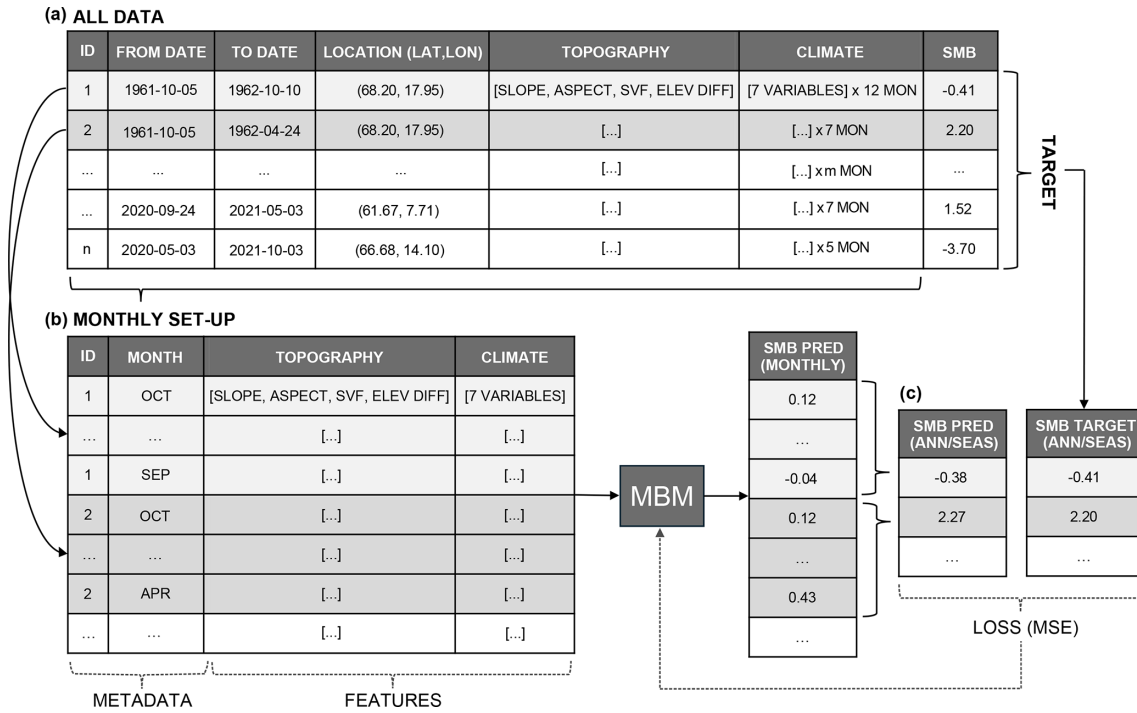 (a) ALL DATA
ID FROM DATE TO DATE LOCATION (LAT,LON) TOPOGRAPHY CLIMATE SMB
1 1961-10-05 1962-10-10 (68.20, 17.95) [SLOPE, ASPECT, SVF, ELEV DIFF] [7 VARIABLES] x 12 MON -0.41
2 1961-10-05 1962-04-24 (68.20, 17.95) [...] [...] x 7 MON 2.20
... ... ... ... [...] [...] x m MON ...
... 2020-09-24 2021-05-03 (61.67, 7.71) [...] [...] x 7 MON 1.52
n 2020-05-03 2021-10-03 (66.68, 14.10) [...] [...] x 5 MON -3.70
TARGET
(b) MONTHLY SET-UP
ID MONTH TOPOGRAPHY CLIMATE
1 OCT [SLOPE, ASPECT, SVF, ELEV DIFF] [7 VARIABLES]
... ... [...] [...]
1 SEP [...] [...]
2 OCT [...] [...]
... ... [...] [...]
2 APR [...] [...]
... ... [...] [...]
METADATA
FEATURES
MBM
SMB PRED
(MONTHLY)
0.12
...
-0.04
0.12
...
0.43
...
(c)
SMB PRED
(ANN/SEAS)
-0.38
2.27
...
SMB TARGET
(ANN/SEAS)
-0.41
2.20
...
LOSS (MSE)